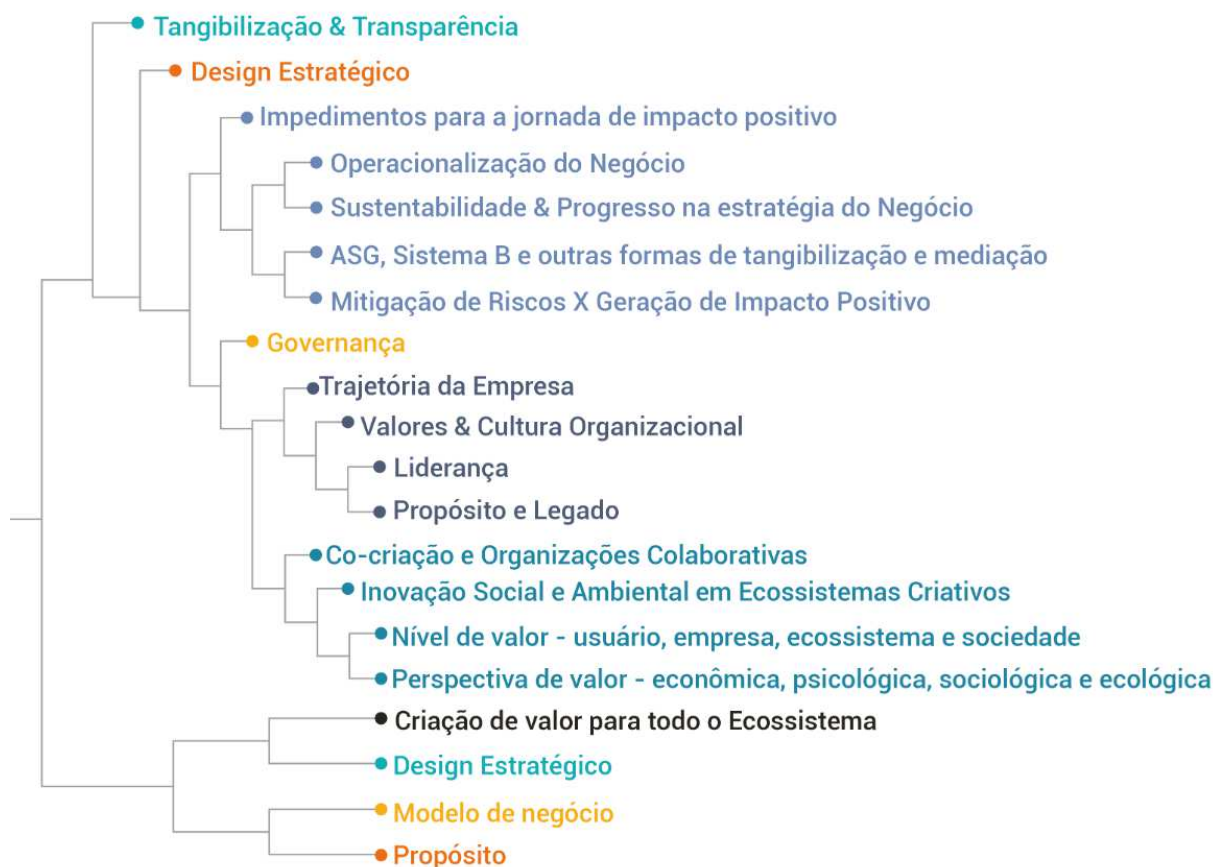 Tangibilização & Transparência
Design Estratégico
Impedimentos para a jornada de impacto positivo
Operacionalização do Negócio
Sustentabilidade & Progresso na estratégia do Negócio
ASG, Sistema B e outras formas de tangibilização e mediação
Mitigação de Riscos X Geração de Impacto Positivo
Governança
Trajetória da Empresa
Valores & Cultura Organizacional
Liderança
Propósito e Legado
Co-criação e Organizações Colaborativas
Inovação Social e Ambiental em Ecossistemas Criativos
Nível de valor - usuário, empresa, ecossistema e sociedade
Perspectiva de valor - econômica, psicológica, sociológica e ecológica
Criação de valor para todo o Ecossistema
Design Estratégico
Modelo de negócio
Propósito